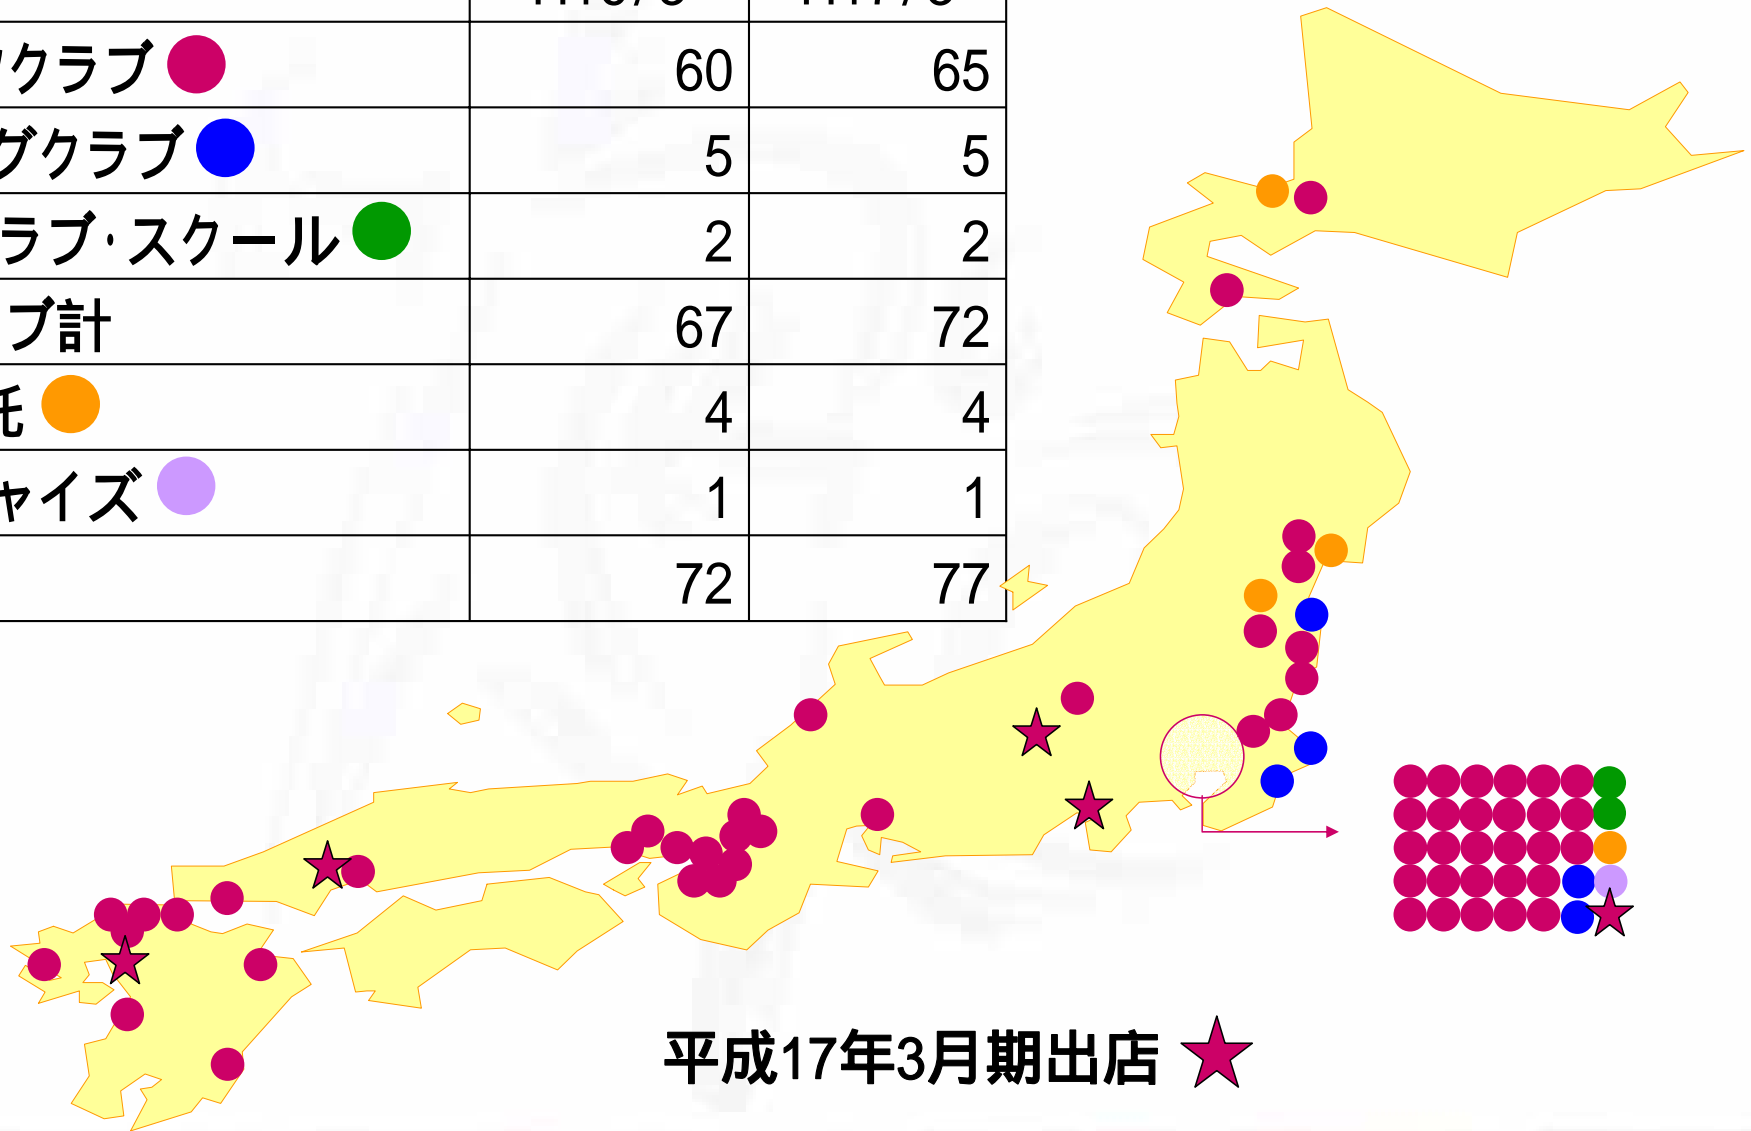 クラブ 60 65
グクラブ 5 5
ラブ・スクール 2 2
ブ計 67 72
託 4 4
ャイズ 1 1
72 77
平成17年3月期出店